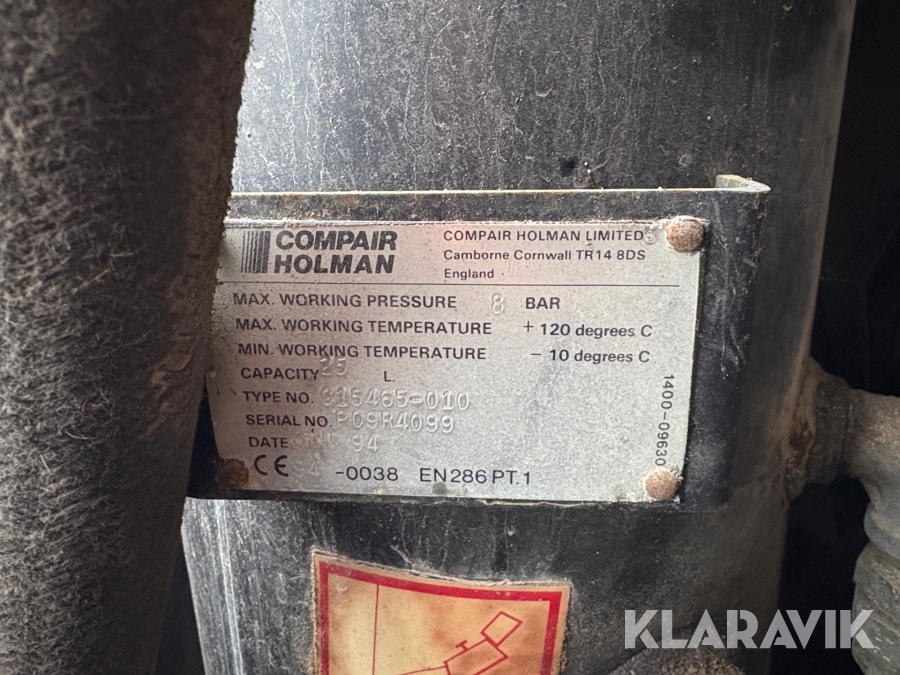 COMPAIR
HOLMAN
COMPAIR HOLMAN LIMITED
Camborne Cornwall TR14 8DS
England
MAX. WORKING PRESSURE 8 BAR
MAX. WORKING TEMPERATURE + 120 degrees C
MIN. WORKING TEMPERATURE - 10 degrees C
CAPACITY 25 L.
TYPE NO. C15465-010
SERIAL NO. P09R4099
DATE 94
CE 94 -0038 EN286 PT.1
1400-09630
KLARAVIK